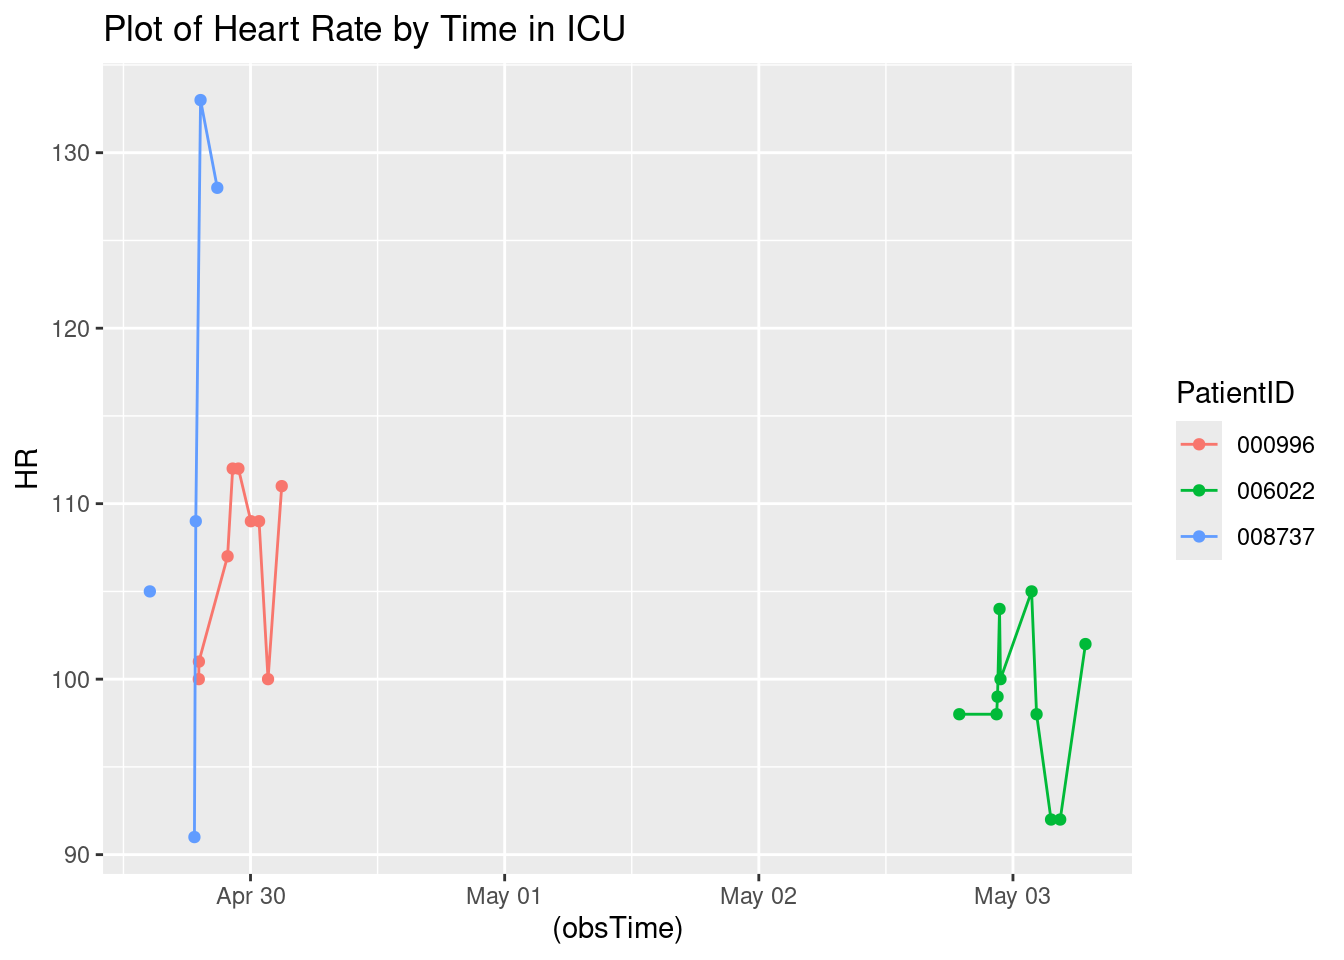 Plot of Heart Rate by Time in ICU
130
120
110
100
90
HR
Apr 30
May 01
May 02
May 03
(obsTime)
PatientID
000996
006022
008737